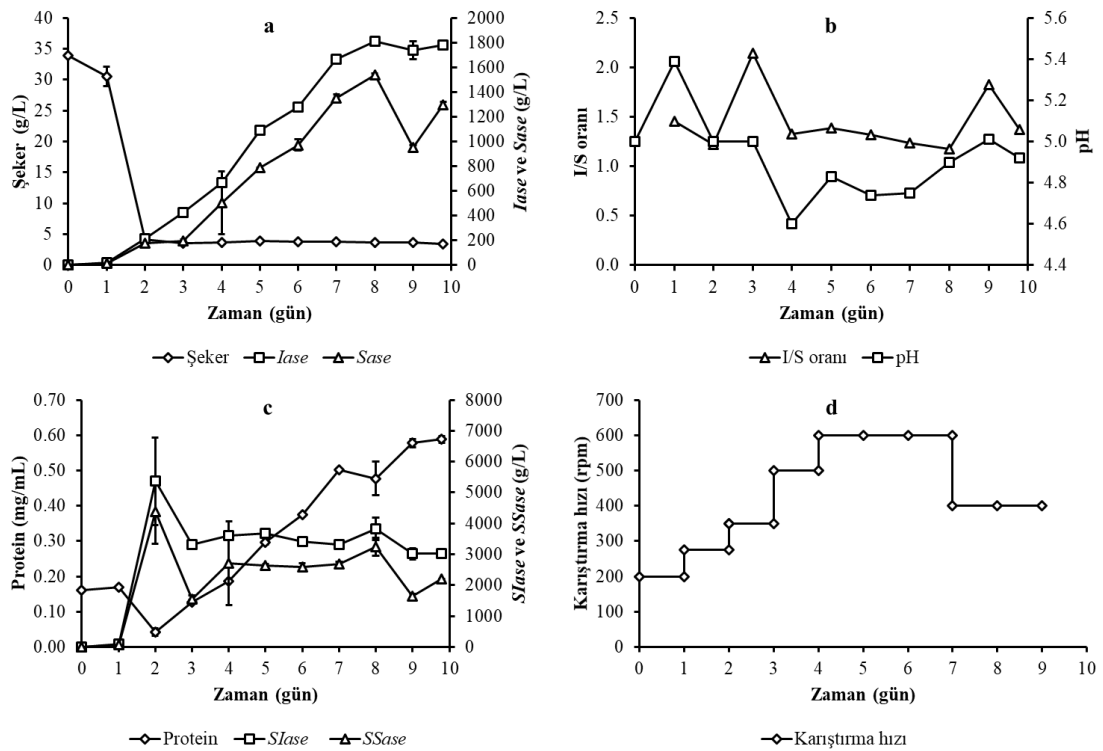 a
Şeker (g/L)
40
35
30
25
20
15
10
5
0
2000
1800
1600
1400
1200
1000
800
600
400
200
0
Iase ve Sase (g/L)
0 1 2 3 4 5 6 7 8 9 10
Zaman (gün)
Şeker Iase Sase
b
I/S oranı
2.5
2.0
1.5
1.0
0.5
0.0
5.6
5.4
5.2
5.0
4.8
4.6
4.4
pH
0 1 2 3 4 5 6 7 8 9 10
Zaman (gün)
I/S oranı pH
c
Protein (mg/mL)
0.70
0.60
0.50
0.40
0.30
0.20
0.10
0.00
8000
7000
6000
5000
4000
3000
2000
1000
0
SIase ve SSase (g/L)
0 1 2 3 4 5 6 7 8 9 10
Zaman (gün)
Protein SIase SSase
d
Karıştırma hızı (rpm)
700
600
500
400
300
200
100
0
0 1 2 3 4 5 6 7 8 9 10
Zaman (gün)
Karıştırma hızı